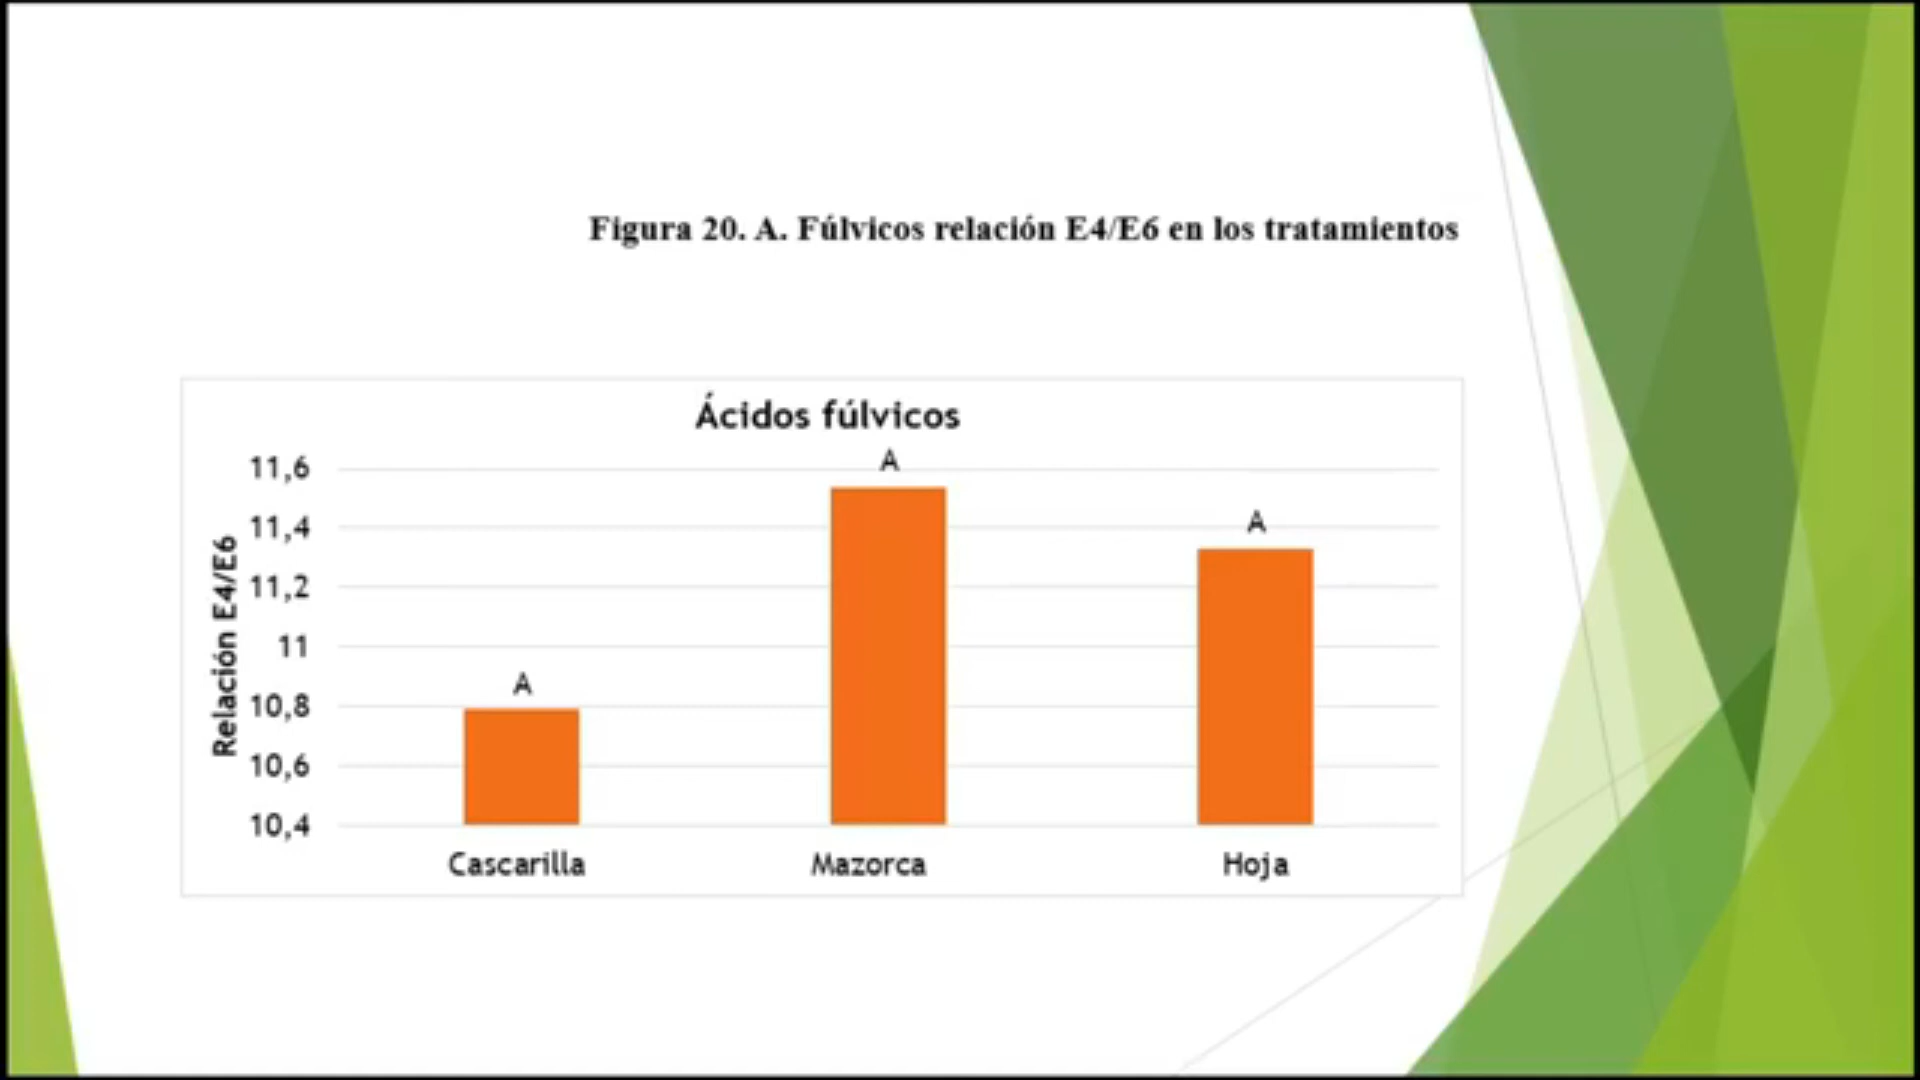 Figura 20. A. Fúlvicos relación E4/E6 en los tratamientos
Ácidos fúlvicos
Relación E4/E6
11,6
11,4
11,2
11
10,8
10,6
10,4
A
A
A
Cascarilla
Mazorca
Hoja